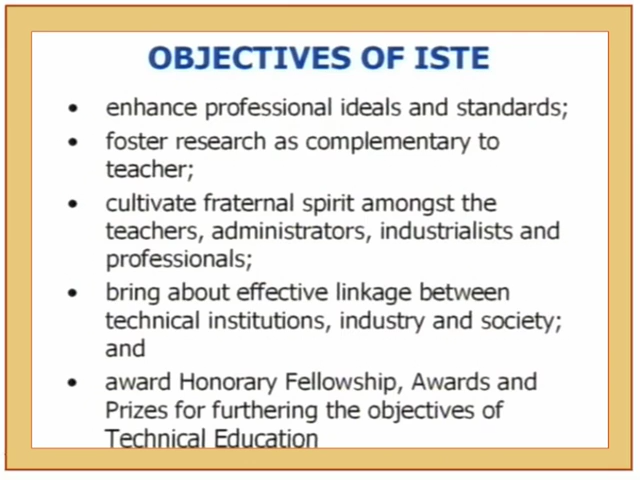 OBJECTIVES OF ISTE
• enhance professional ideals and standards;
• foster research as complementary to
teacher;
• cultivate fraternal spirit amongst the
teachers, administrators, industrialists and
professionals;
• bring about effective linkage between
technical institutions, industry and society;
and
• award Honorary Fellowship, Awards and
Prizes for furthering the objectives of
Technical Education